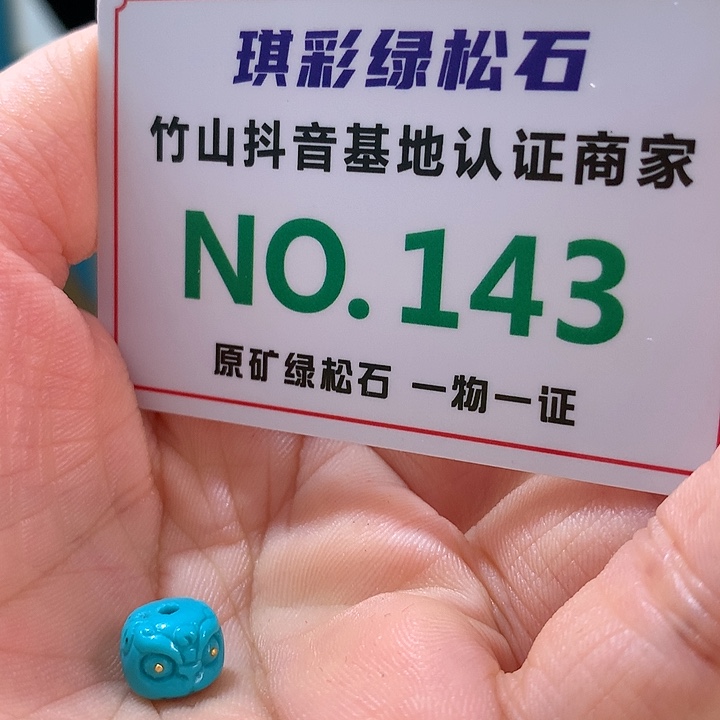 琪彩绿松石
竹山抖音基地认证商家
NO.143
原矿绿松石 一物一证